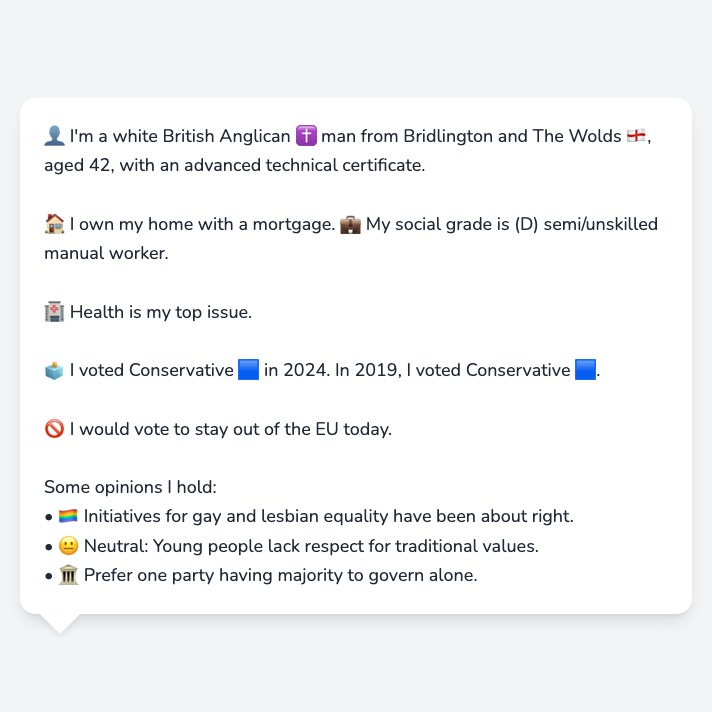 👤 I'm a white British Anglican ✝️ man from Bridlington and The Wolds 🏴󠁧󠁢󠁥󠁮󠁧󠁿,
aged 42, with an advanced technical certificate.
🏠 I own my home with a mortgage. 💼 My social grade is (D) semi/unskilled
manual worker.
🏥 Health is my top issue.
🗳️ I voted Conservative 🟦 in 2024. In 2019, I voted Conservative 🟦.
🚫 I would vote to stay out of the EU today.
Some opinions I hold:
• 🏳️‍🌈 Initiatives for gay and lesbian equality have been about right.
• 😐 Neutral: Young people lack respect for traditional values.
• 🏛️ Prefer one party having majority to govern alone.